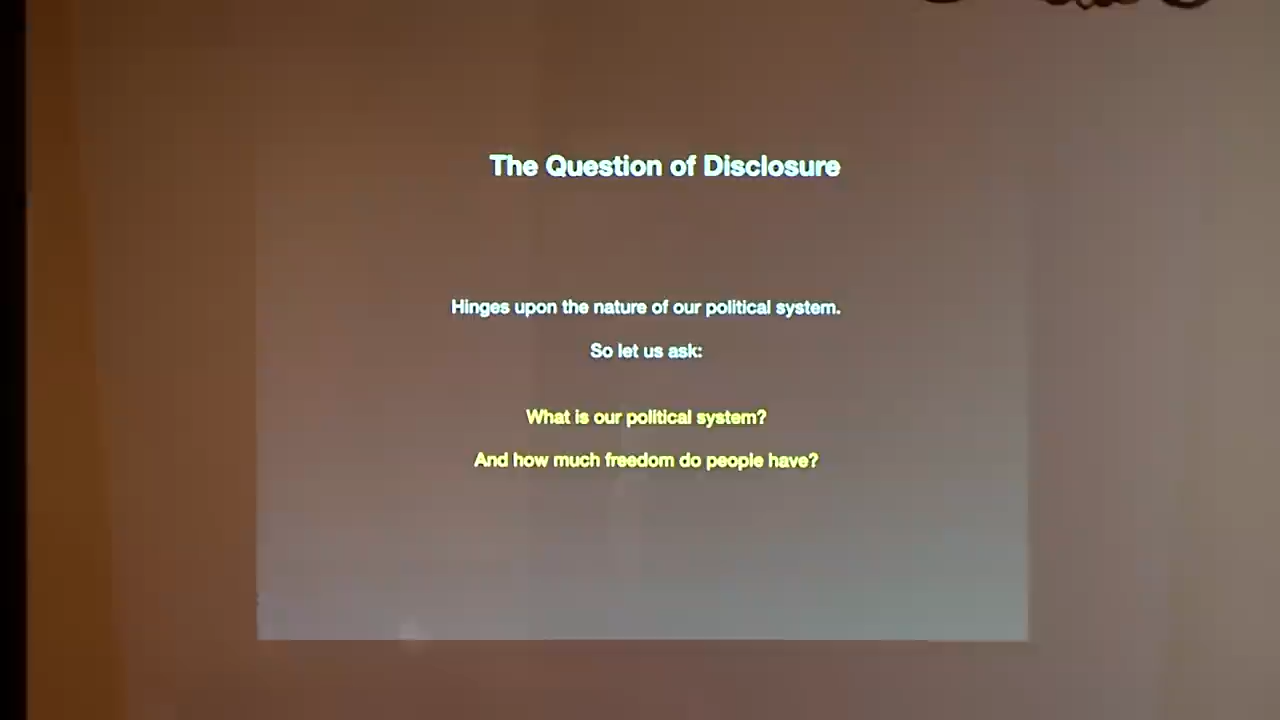 The Question of Disclosure
Hinges upon the nature of our political system.
So let us ask:
What is our political system?
And how much freedom do people have?